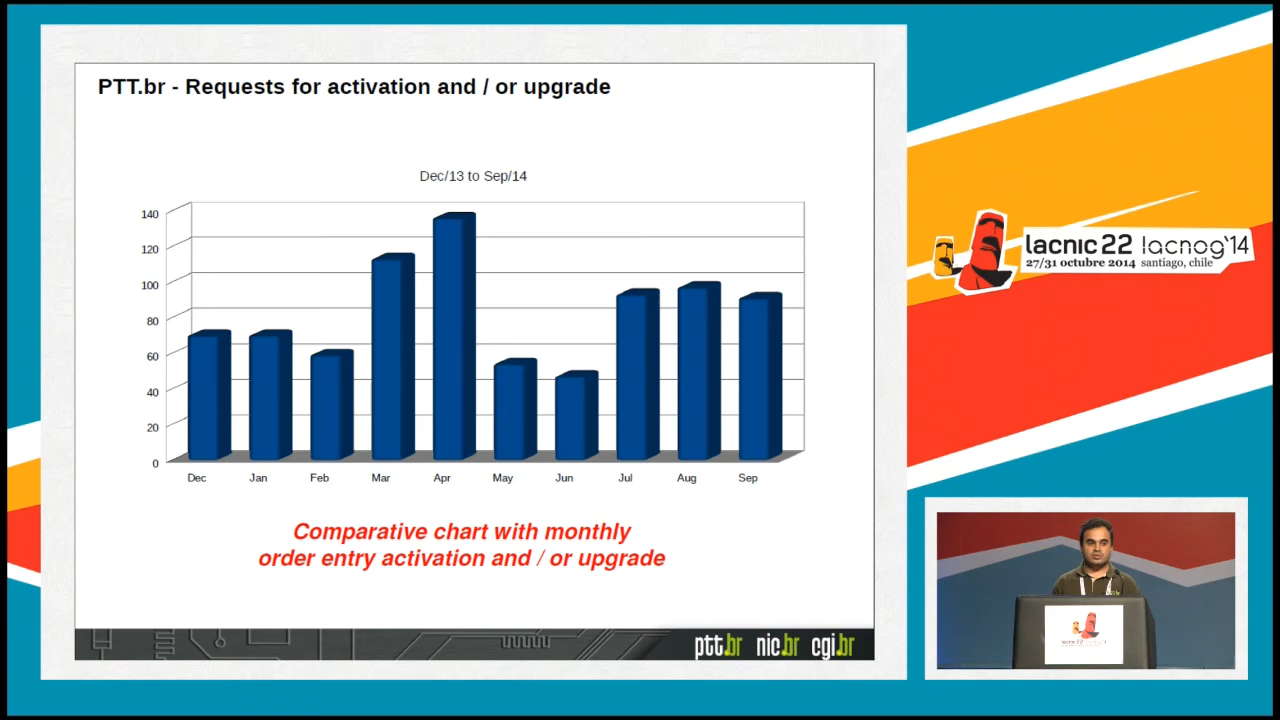 PTT.br - Requests for activation and / or upgrade
Dec/13 to Sep/14
140
120
100
80
60
40
20
0
Dec Jan Feb Mar Apr May Jun Jul Aug Sep
Comparative chart with monthly
order entry activation and / or upgrade
ptt.br nic.br cgi.br
lacnic 22 lacnog'14
27/31 octubre 2014 santiago, chile